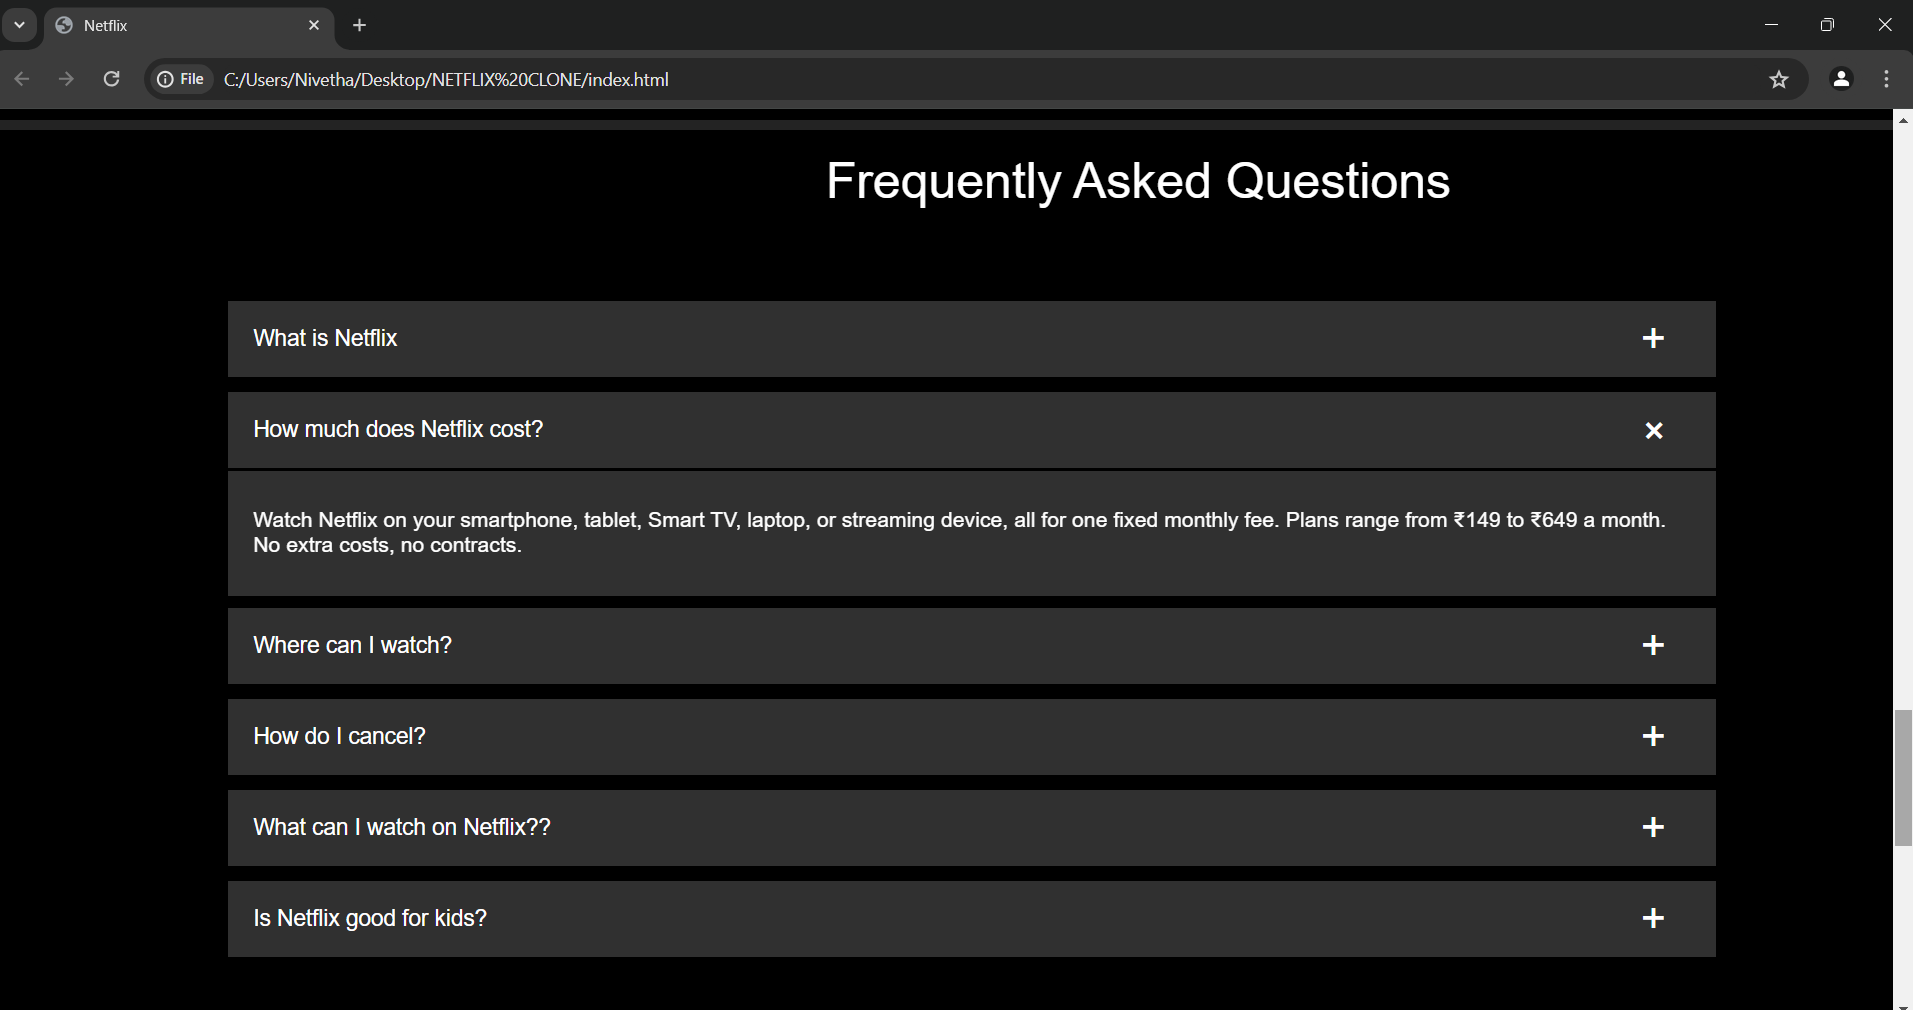 Netflix
File
C:/Users/Nivetha/Desktop/NETFLIX%20CLONE/index.html
Frequently Asked Questions
What is Netflix
How much does Netflix cost?
Watch Netflix on your smartphone, tablet, Smart TV, laptop, or streaming device, all for one fixed monthly fee. Plans range from ₹149 to ₹649 a month.
No extra costs, no contracts.
Where can I watch?
How do I cancel?
What can I watch on Netflix??
Is Netflix good for kids?